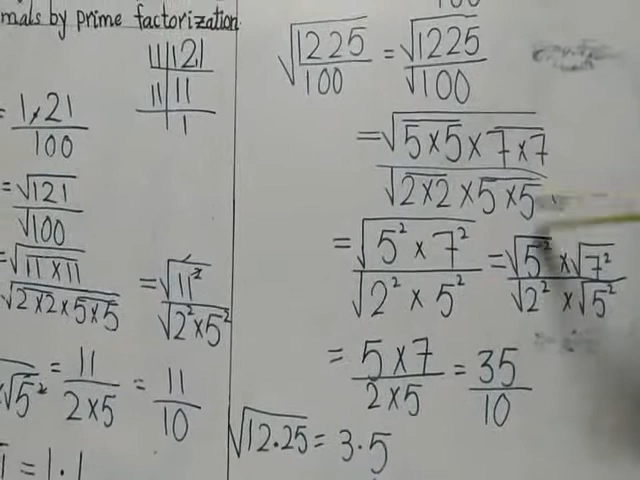 mals by prime factorization
11 | 121
11 | 11
1
= 1,21 / 100
= √121 / √100
= √(11×11) / √(2×2×5×5) = √(11²) / √(2²×5²)
√5² = 11 / (2×5) = 11 / 10
= 1.1
100
√(1225/100) = √1225 / √100
= √(5×5×7×7) / √(2×2×5×5)
= √(5²×7²) / √(2²×5²) = √5²×√7² / √2²×√5²
= (5×7) / (2×5) = 35 / 10
√12.25 = 3.5